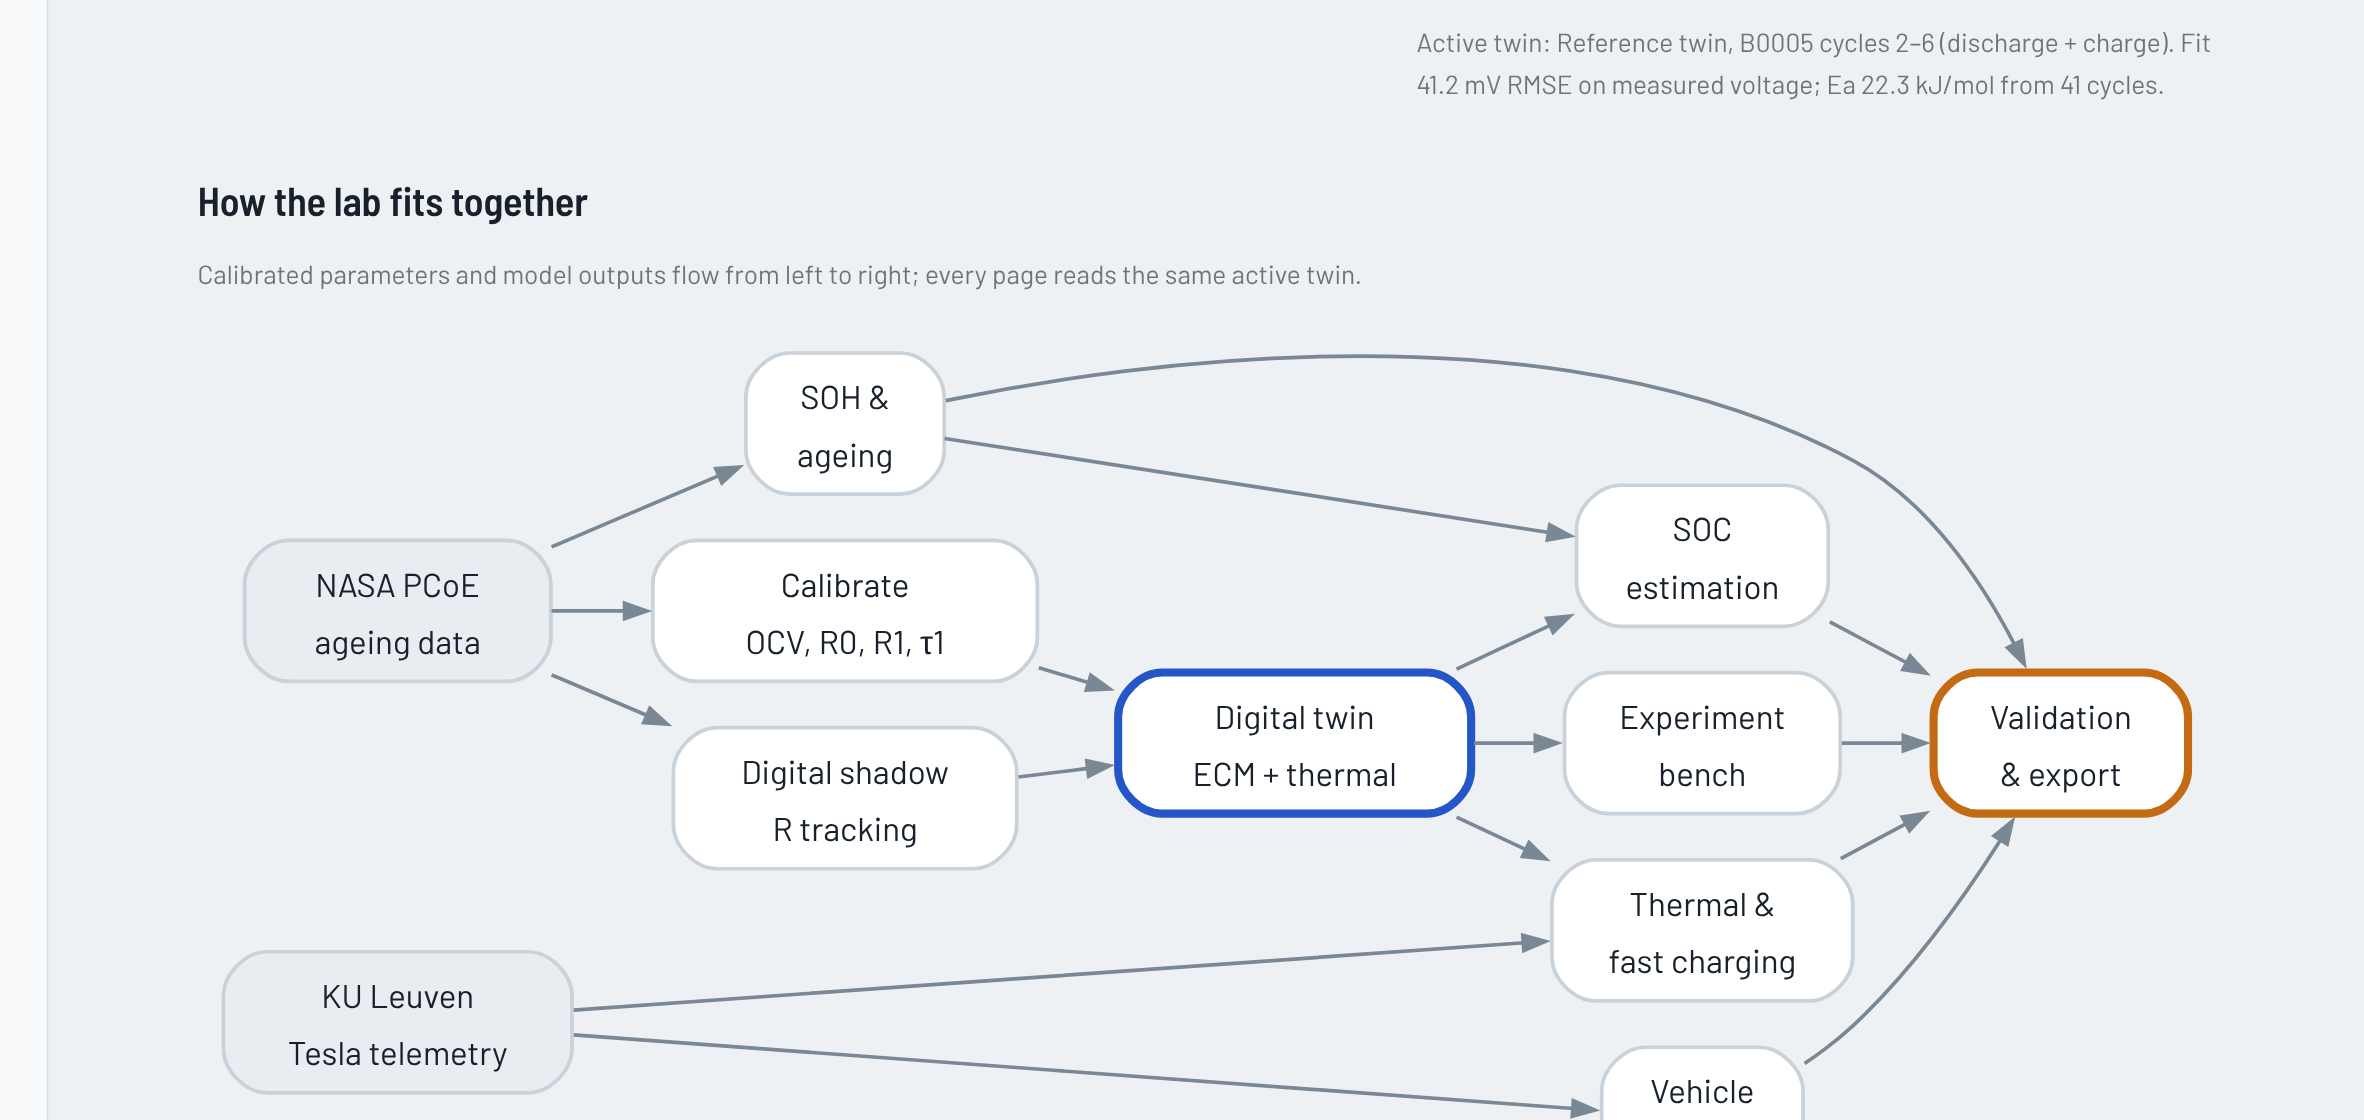 Active twin: Reference twin, B0005 cycles 2–6 (discharge + charge). Fit
41.2 mV RMSE on measured voltage; Ea 22.3 kJ/mol from 41 cycles.
How the lab fits together
Calibrated parameters and model outputs flow from left to right; every page reads the same active twin.
SOH &
ageing
SOC
estimation
NASA PCoE
ageing data
Calibrate
OCV, R0, R1, τ1
Digital shadow
R tracking
Digital twin
ECM + thermal
Experiment
bench
Validation
& export
Thermal &
fast charging
KU Leuven
Tesla telemetry
Vehicle